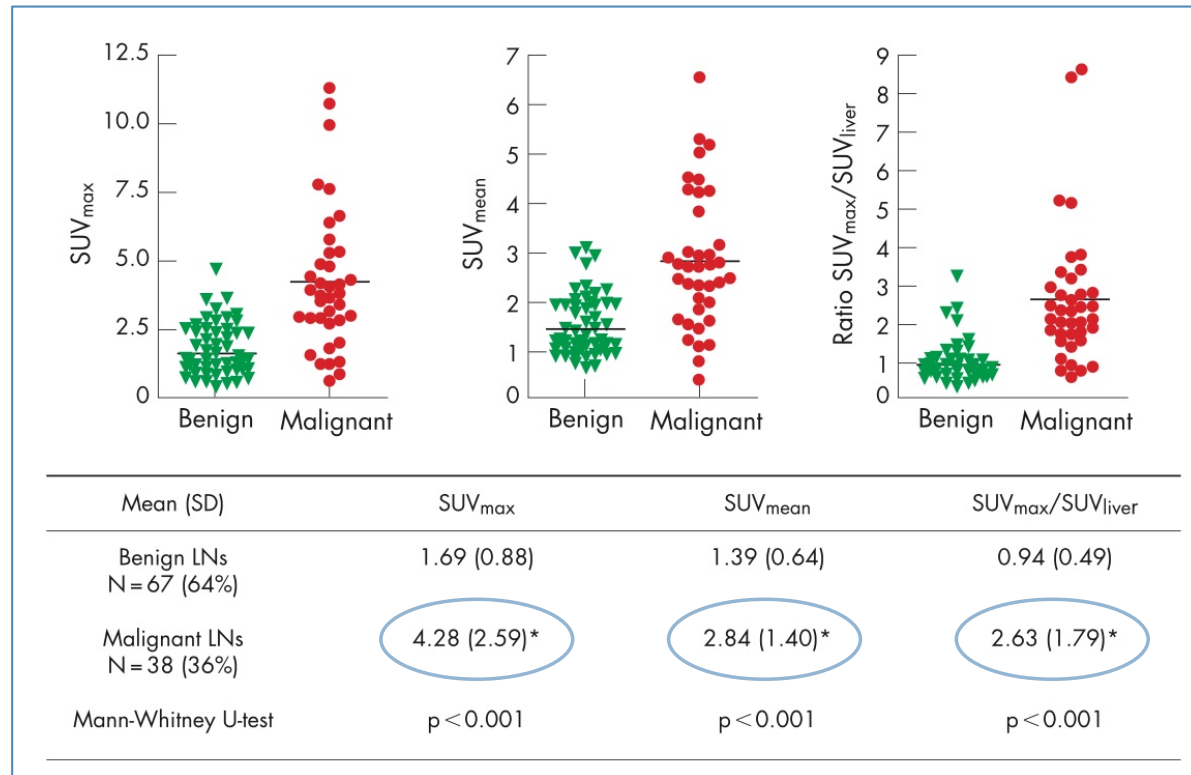 SUVmax
12.5
10.0
7.5
5.0
2.5
0
Benign Malignant
SUVmean
7
6
5
4
3
2
1
0
Benign Malignant
Ratio SUVmax/SUVliver
9
8
7
6
5
4
3
2
1
0
Benign Malignant
Mean (SD) SUVmax SUVmean SUVmax/SUVliver
Benign LNs 1.69 (0.88) 1.39 (0.64) 0.94 (0.49)
N=67 (64%)
Malignant LNs 4.28 (2.59)* 2.84 (1.40)* 2.63 (1.79)*
N=38 (36%)
Mann-Whitney U-test p<0.001 p<0.001 p<0.001